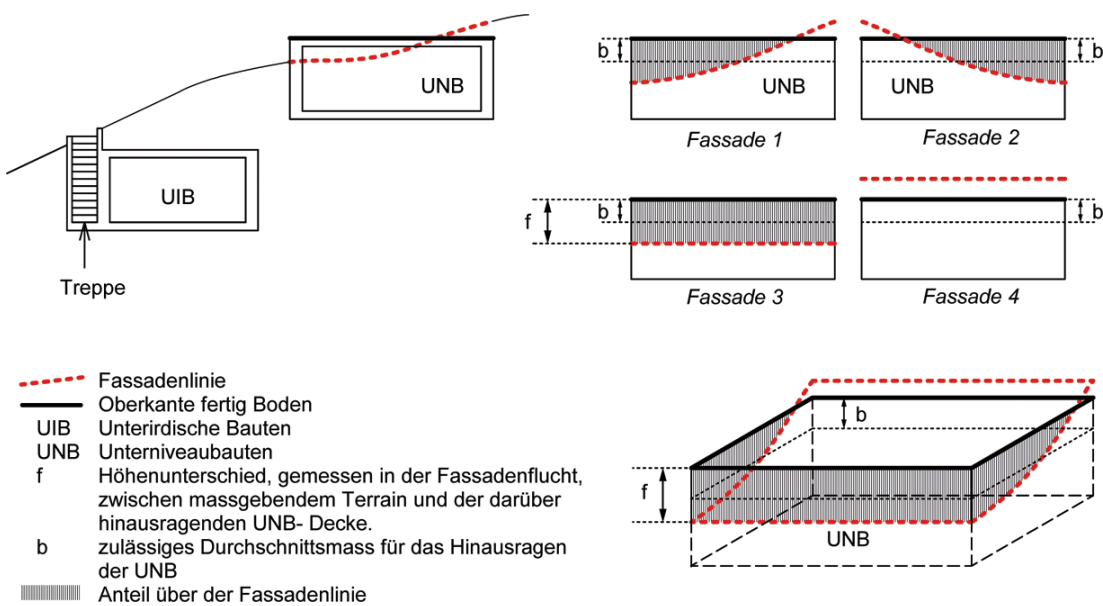 UNB
UIB
Treppe
b
UNB
Fassade 1
b
UNB
Fassade 2
f
b
Fassade 3
b
Fassade 4
Fassadenlinie
Oberkante fertig Boden
UIB Unterirdische Bauten
UNB Unterniveaubauten
f Höhenunterschied, gemessen in der Fassadenflucht,
zwischen massgebendem Terrain und der darüber
hinausragenden UNB- Decke.
b zulässiges Durchschnittsmass für das Hinausragen
der UNB
Anteil über der Fassadenlinie
b
f
UNB